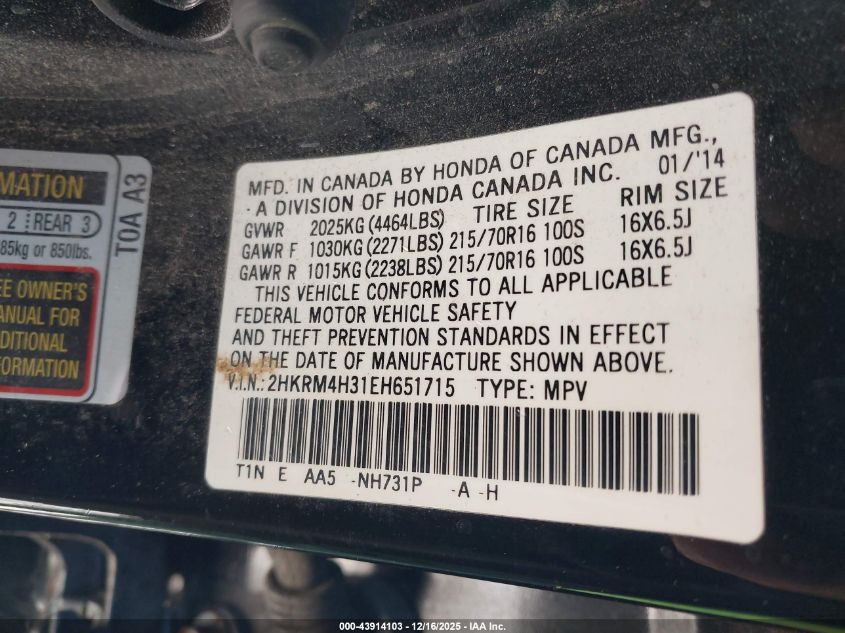 MATION
2 REAR 3
85kg or 850lbs.
EE OWNER'S
ANUAL FOR
DITIONAL
FORMATION
T0A A3
MFD. IN CANADA BY HONDA OF CANADA MFG.,
- A DIVISION OF HONDA CANADA INC. 01/'14
GVWR 2025KG(4464LBS) TIRE SIZE RIM SIZE
GAWR F 1030KG(2271LBS) 215/70R16 100S 16X6.5J
GAWR R 1015KG(2238LBS) 215/70R16 100S 16X6.5J
THIS VEHICLE CONFORMS TO ALL APPLICABLE
FEDERAL MOTOR VEHICLE SAFETY
AND THEFT PREVENTION STANDARDS IN EFFECT
ON THE DATE OF MANUFACTURE SHOWN ABOVE.
V.I.N.: 2HKRM4H31EH651715 TYPE: MPV
T1N E AA5 -NH731P -A -H
000-43914103 - 12/16/2025 - IAA Inc.